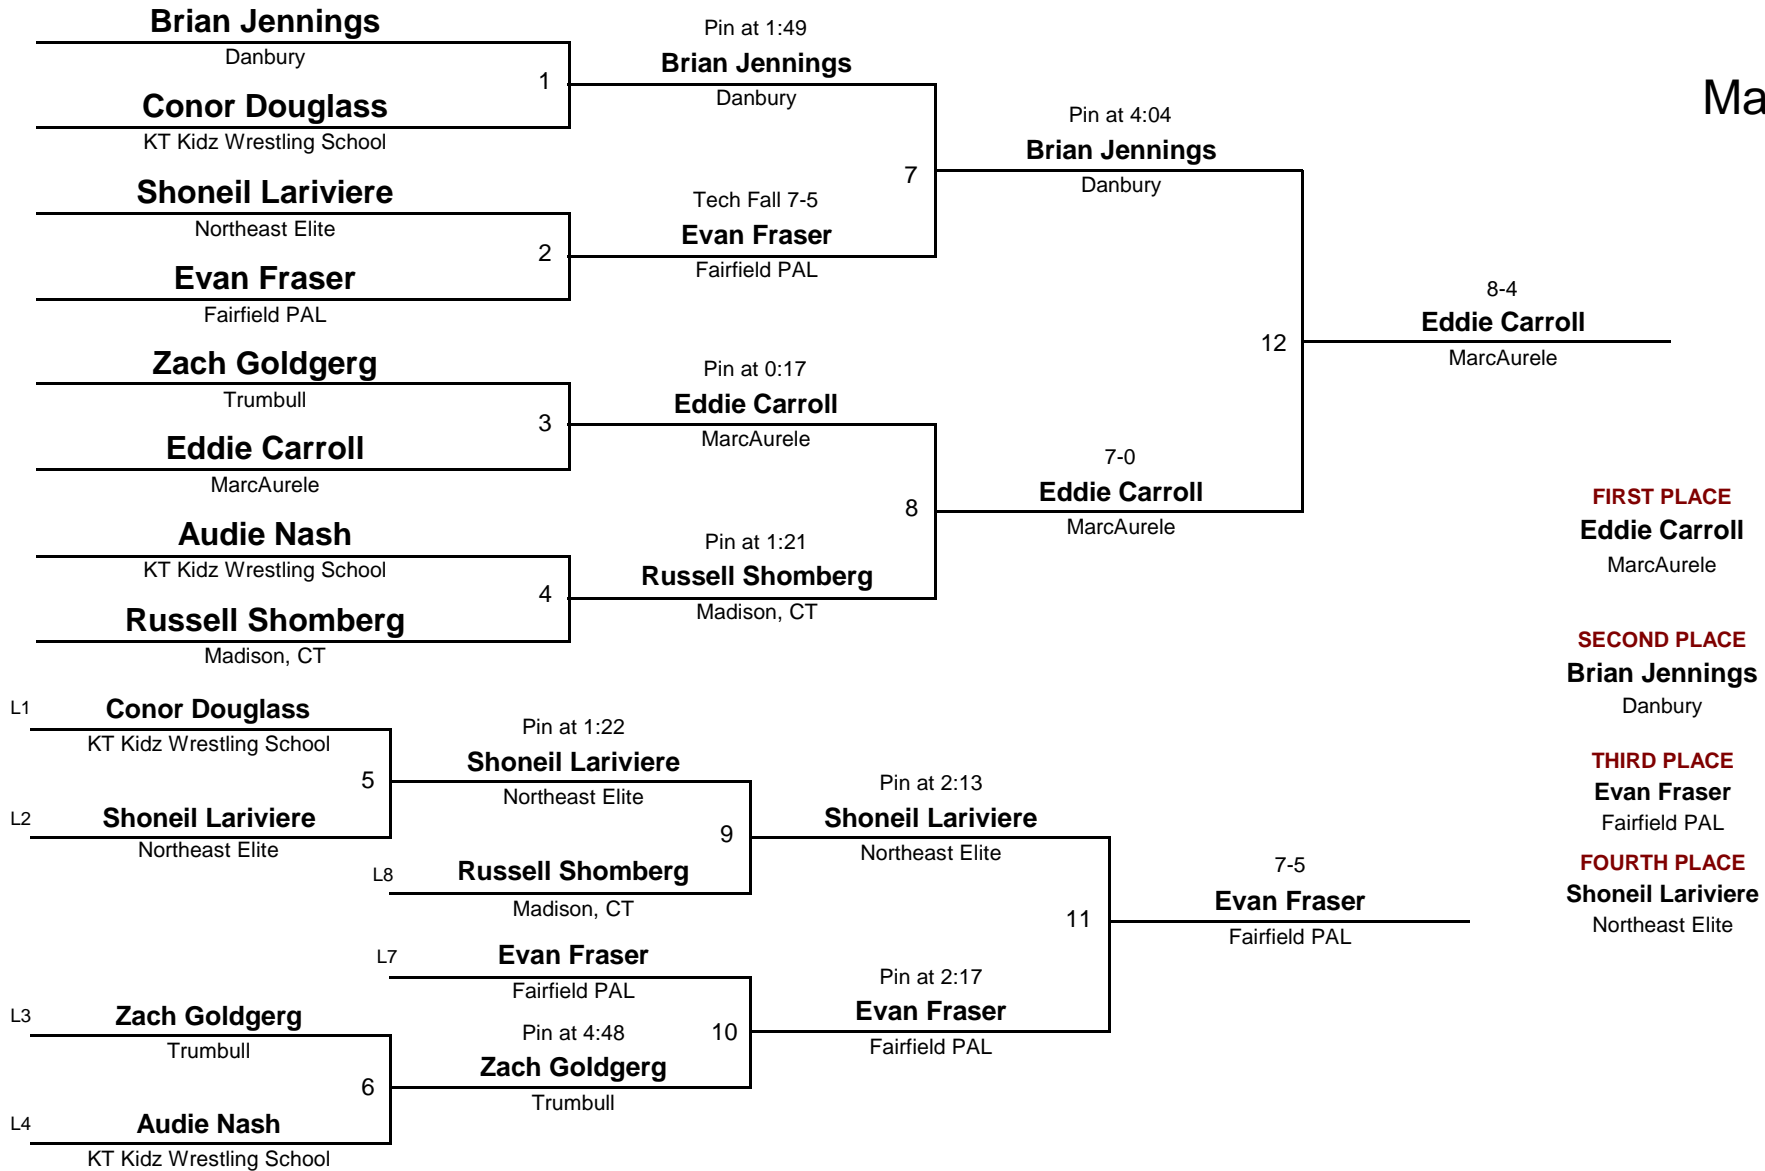 Brian Jennings
Danbury
1
Conor Douglass
KT Kidz Wrestling School
Shoneil Lariviere
Northeast Elite
2
Evan Fraser
Fairfield PAL
Zach Goldgerg
Trumbull
3
Eddie Carroll
MarcAurele
Audie Nash
KT Kidz Wrestling School
4
Russell Shomberg
Madison, CT
Pin at 1:49
Brian Jennings
Danbury
7
Tech Fall 7-5
Evan Fraser
Fairfield PAL
Pin at 0:17
Eddie Carroll
MarcAurele
8
Pin at 1:21
Russell Shomberg
Madison, CT
Pin at 4:04
Brian Jennings
Danbury
12
7-0
Eddie Carroll
MarcAurele
8-4
Eddie Carroll
MarcAurele
Ma
FIRST PLACE
Eddie Carroll
MarcAurele
SECOND PLACE
Brian Jennings
Danbury
THIRD PLACE
Evan Fraser
Fairfield PAL
FOURTH PLACE
Shoneil Lariviere
Northeast Elite
L1 Conor Douglass
KT Kidz Wrestling School
5
L2 Shoneil Lariviere
Northeast Elite
Pin at 1:22
Shoneil Lariviere
Northeast Elite
9
L8 Russell Shomberg
Madison, CT
L7 Evan Fraser
Fairfield PAL
10
Pin at 4:48
Zach Goldgerg
Trumbull
L3 Zach Goldgerg
Trumbull
6
L4 Audie Nash
KT Kidz Wrestling School
Pin at 2:13
Shoneil Lariviere
Northeast Elite
11
Pin at 2:17
Evan Fraser
Fairfield PAL
7-5
Evan Fraser
Fairfield PAL